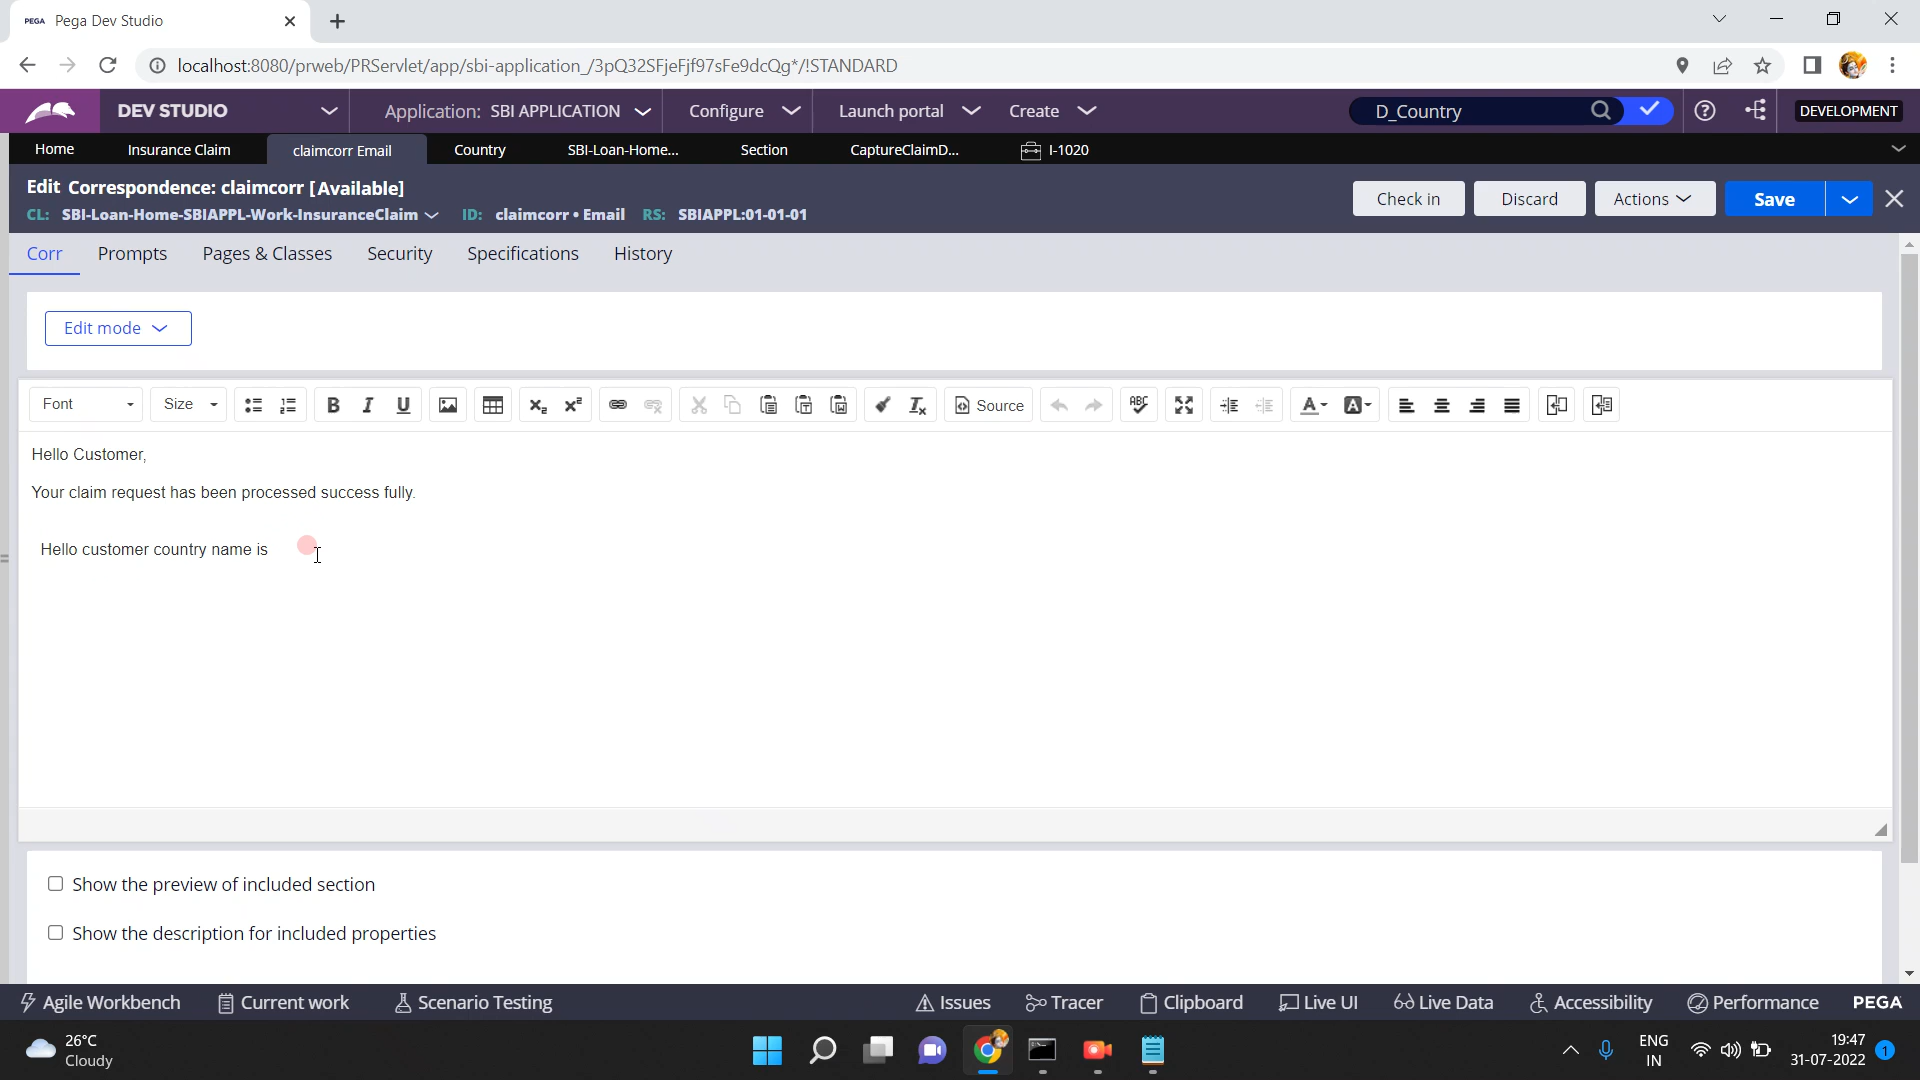 PEGA Pega Dev Studio
localhost:8080/prweb/PRServlet/app/sbi-application_/3pQ32SFjeFjf97sFe9dcQg*/!STANDARD
DEV STUDIO Application: SBI APPLICATION Configure Launch portal Create D_Country DEVELOPMENT
Home Insurance Claim claimcorr Email Country SBI-Loan-Home... Section CaptureClaimD... I-1020
Edit Correspondence: claimcorr [Available]
CL: SBI-Loan-Home-SBIAPPL-Work-InsuranceClaim ID: claimcorr • Email RS: SBIAPPL:01-01-01
Check in Discard Actions Save
Corr Prompts Pages & Classes Security Specifications History
Edit mode
Font Size B I U Source ABC A A
Hello Customer,
Your claim request has been processed success fully.
Hello customer country name is
Show the preview of included section
Show the description for included properties
Agile Workbench Current work Scenario Testing Issues Tracer Clipboard Live UI Live Data Accessibility Performance PEGA
26°C
Cloudy
ENG
IN
19:47
31-07-2022
1